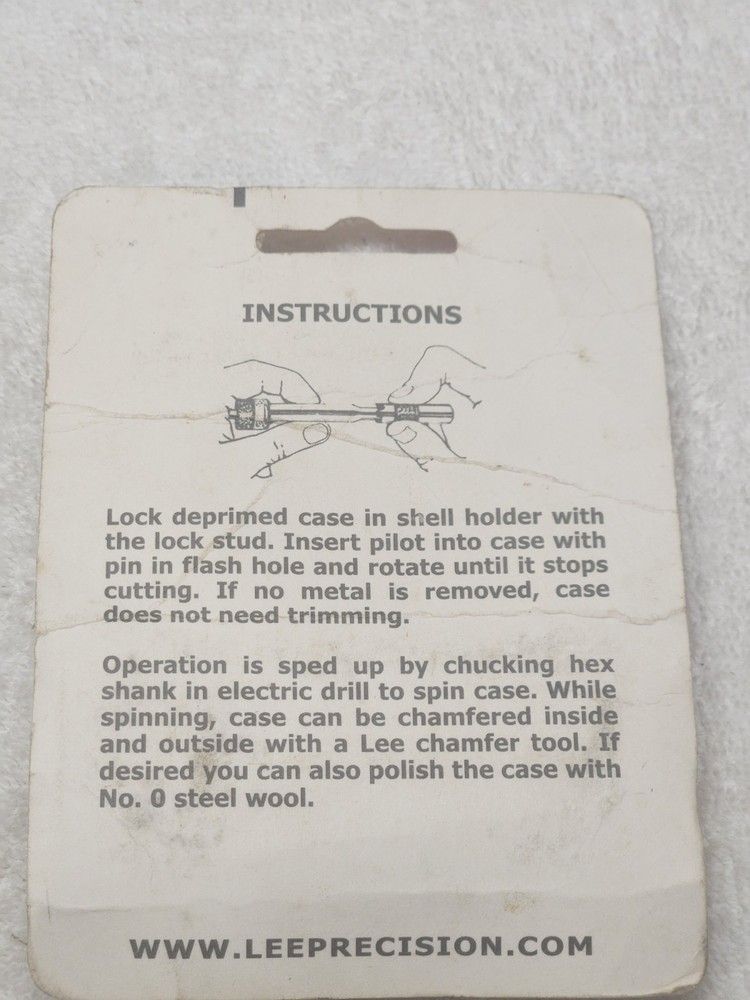 INSTRUCTIONS
Lock deprimed case in shell holder with
the lock stud. Insert pilot into case with
pin in flash hole and rotate until it stops
cutting. If no metal is removed, case
does not need trimming.
Operation is sped up by chucking hex
shank in electric drill to spin case. While
spinning, case can be chamfered inside
and outside with a Lee chamfer tool. If
desired you can also polish the case with
No. 0 steel wool.
WWW.LEEPRECISION.COM